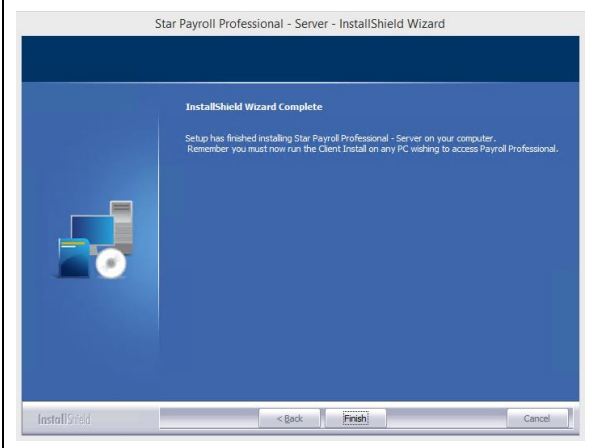 Star Payroll Professional - Server - InstallShield Wizard
InstallShield Wizard Complete
Setup has finished installing Star Payroll Professional - Server on your computer.
Remember you must now run the Client Install on any PC wishing to access Payroll Professional.
InstallShield
< Back
Finish
Cancel